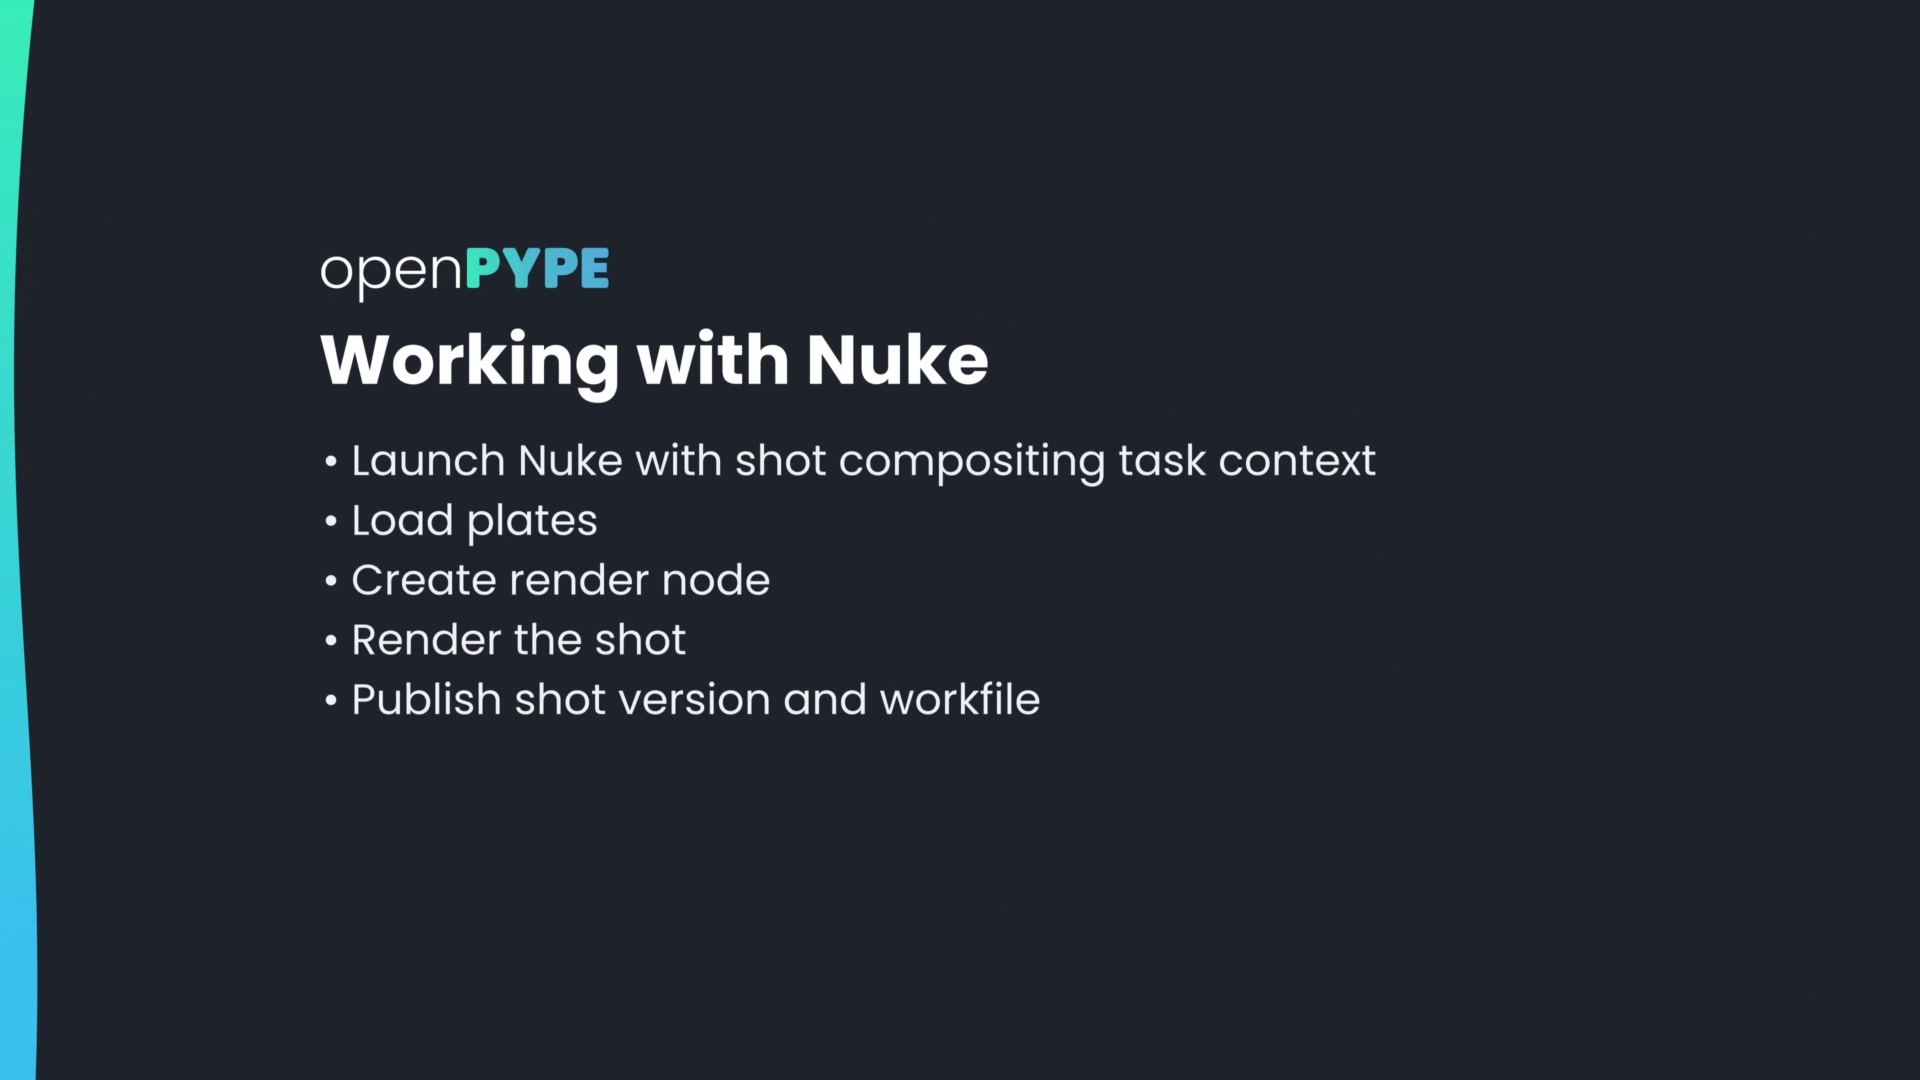 openPYPE
Working with Nuke
• Launch Nuke with shot compositing task context
• Load plates
• Create render node
• Render the shot
• Publish shot version and workfile